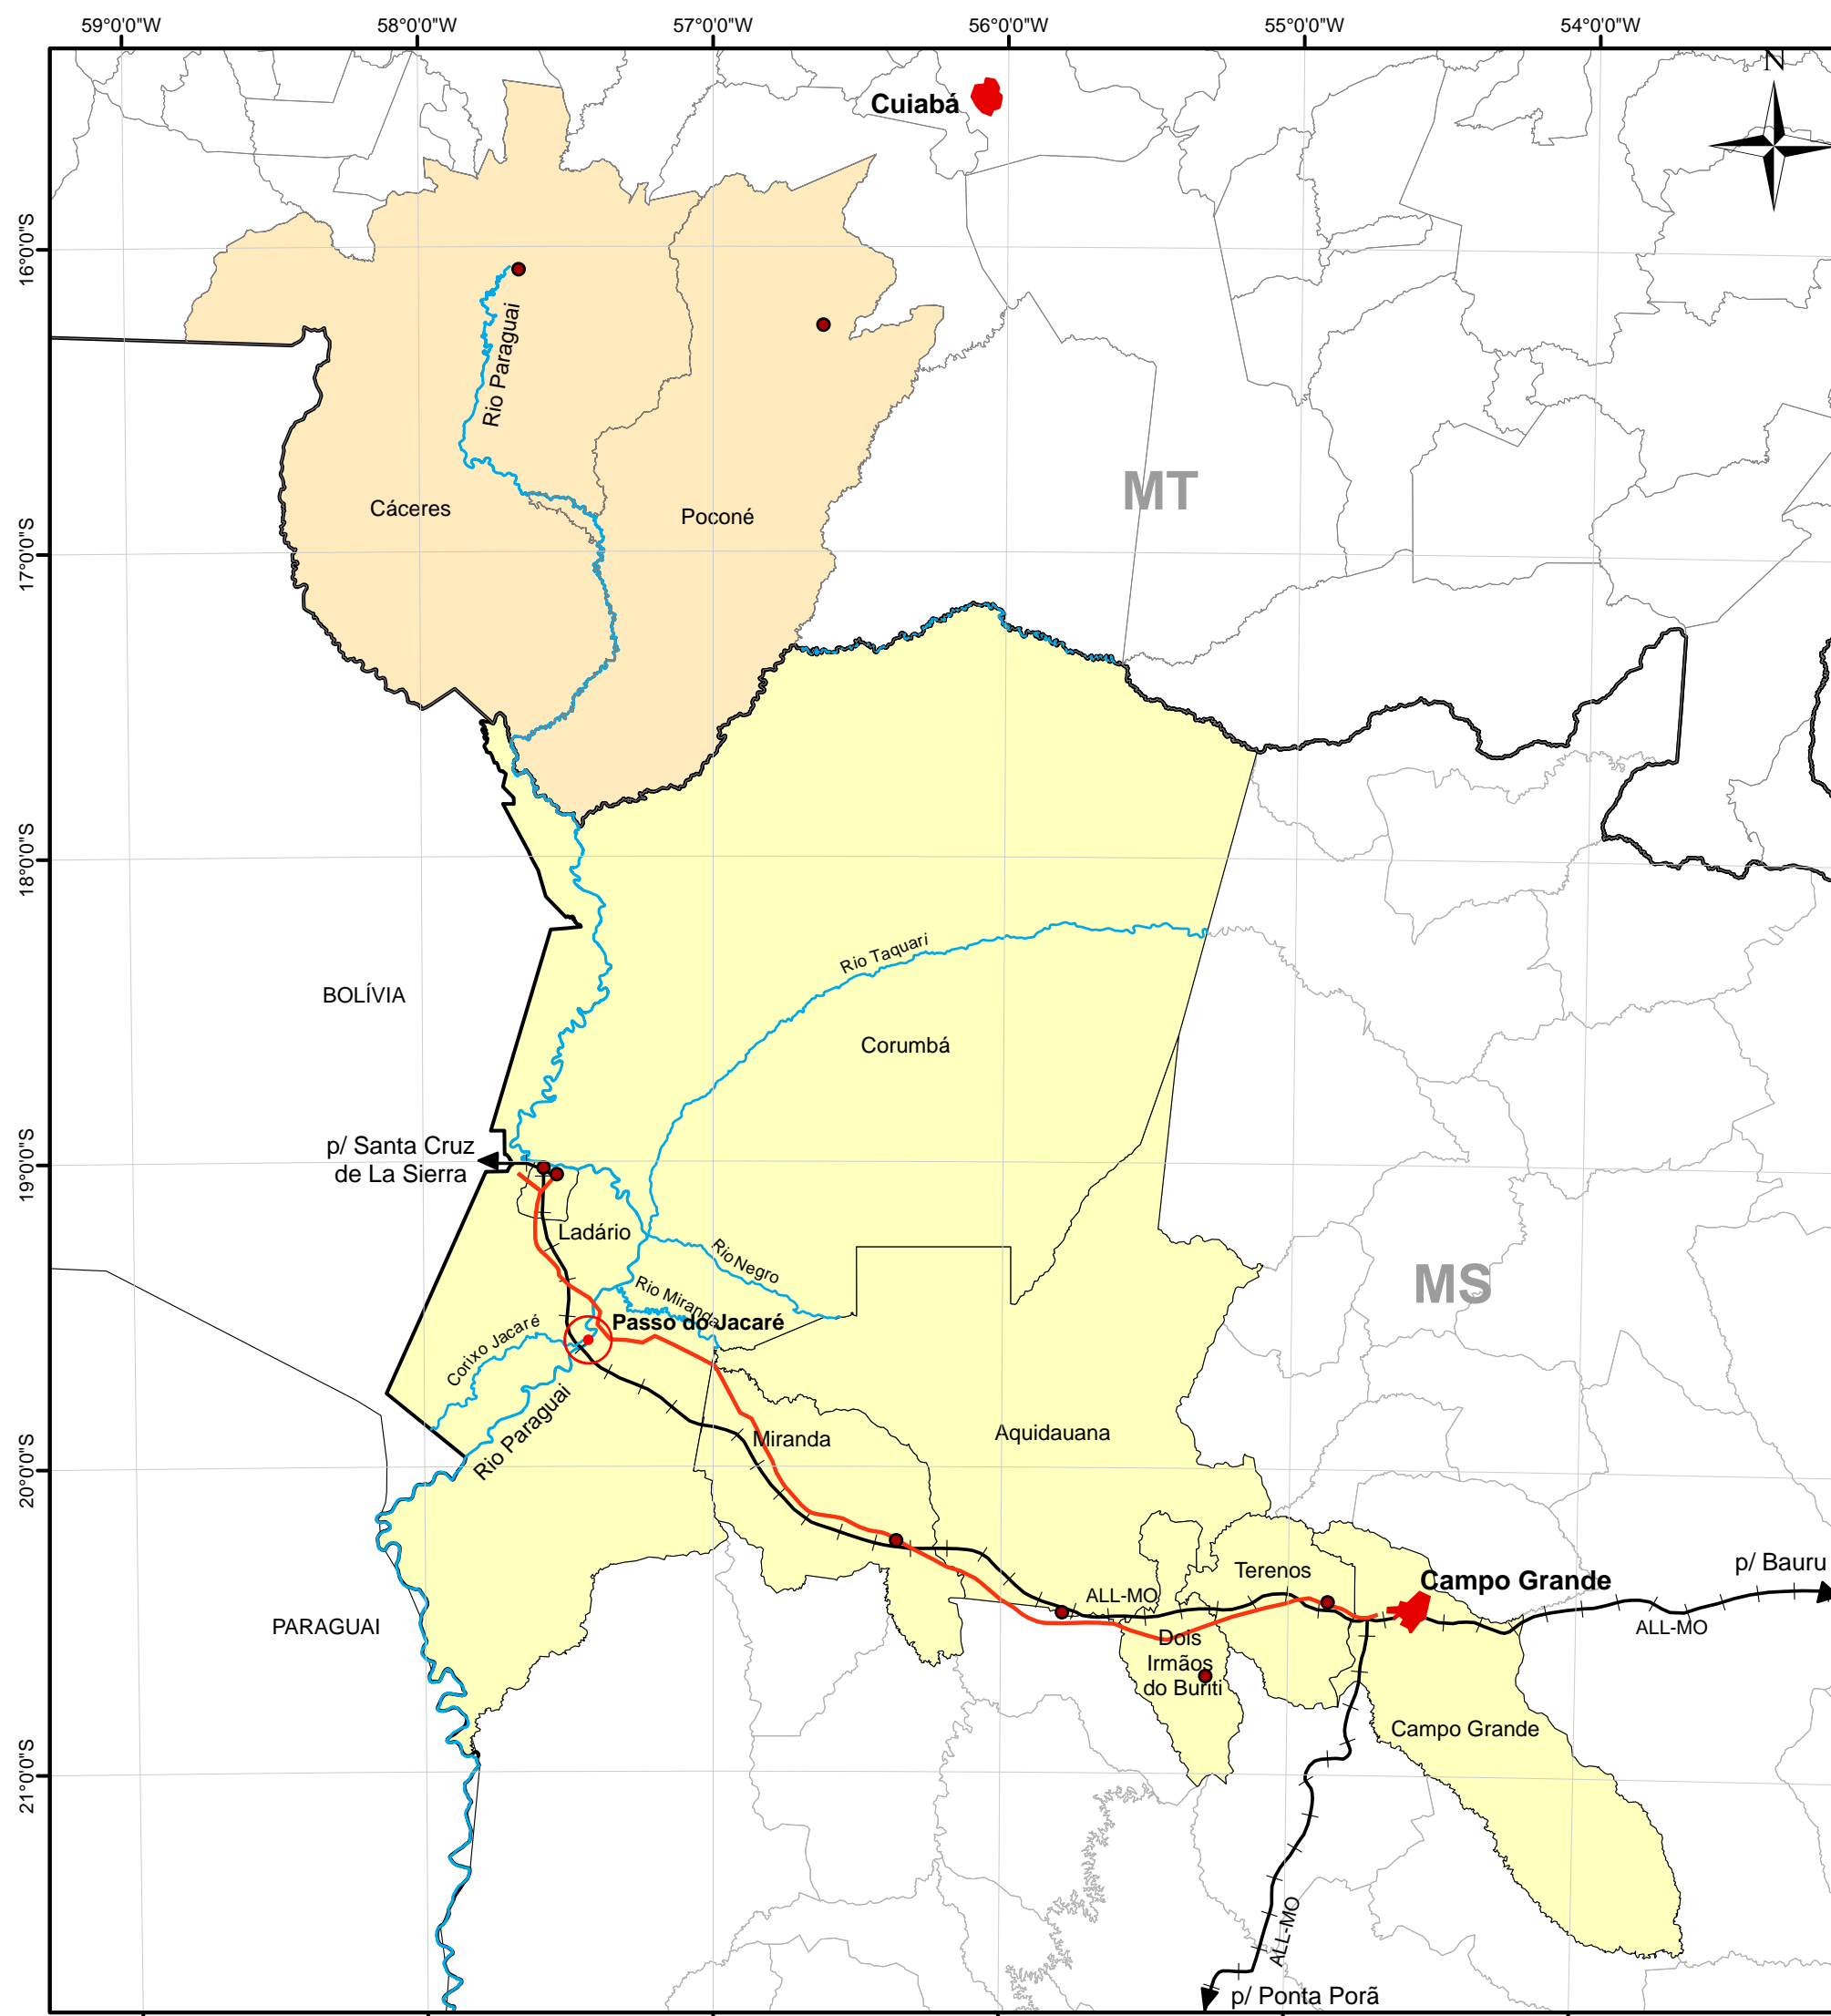 59°0'0"W
58°0'0"W
57°0'0"W
56°0'0"W
55°0'0"W
54°0'0"W
N
Cuiabá
16°0'0"S
Rio Paraguai
MT
Cáceres
Poconé
17°0'0"S
18°0'0"S
Rio Taquari
BOLÍVIA
Corumbá
p/ Santa Cruz
de La Sierra
19°0'0"S
Ladário
Rio Negro
Rio Miranda
MS
Passo do Jacaré
Corixo Jacaré
Rio Paraguai
Miranda
Aquidauana
20°0'0"S
Terenos
p/ Bauru
Campo Grande
ALL-MO
ALL-MO
PARAGUAI
Dois
Irmãos
do Buriti
Campo Grande
21°0'0"S
ALL-MO
p/ Ponta Porã